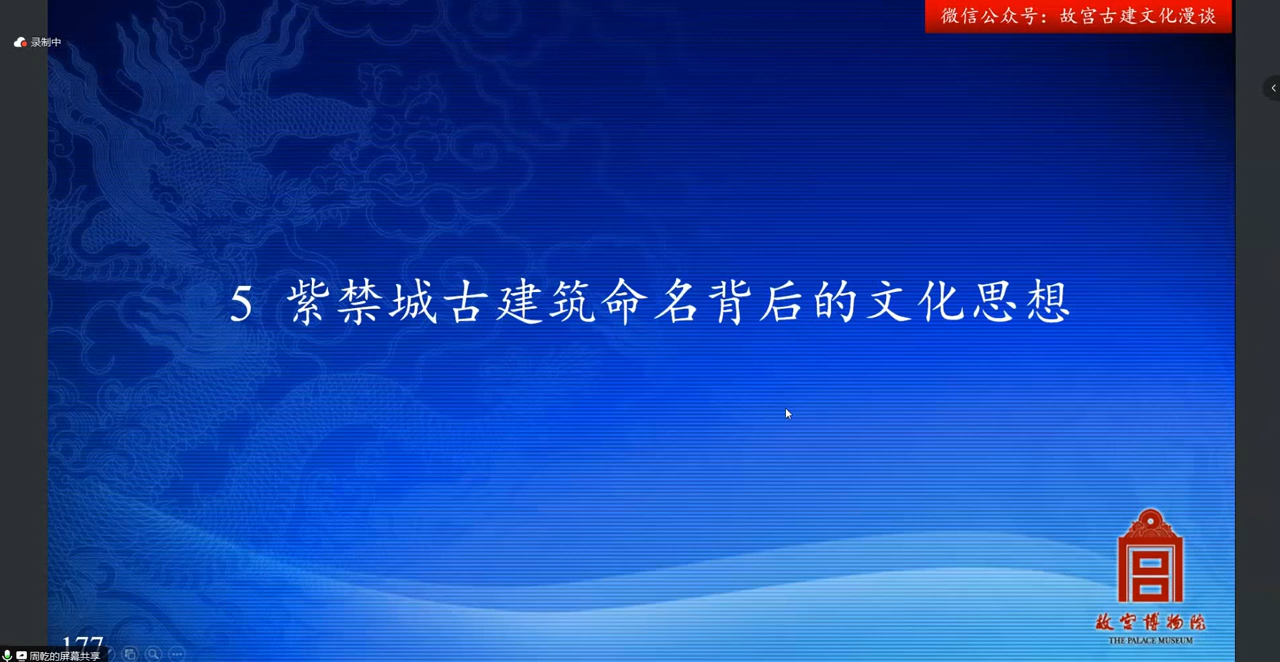 微信公众号：故宫古建文化漫谈
录制中
5 紫禁城古建筑命名背后的文化思想
故宫博物院
THE PALACE MUSEUM
177
周乾的屏幕共享